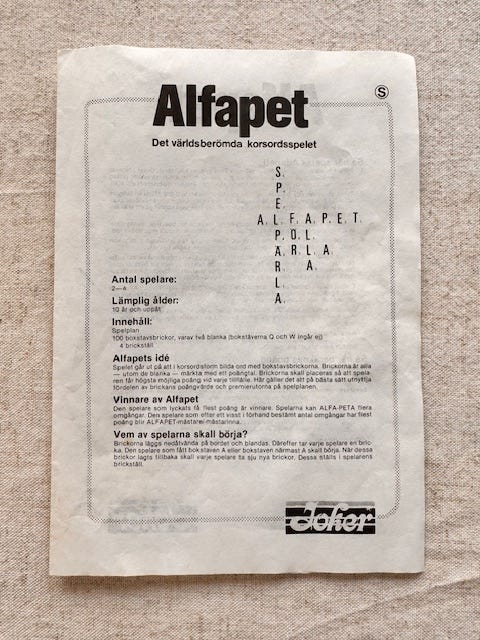 Alfapet
S
Det världsberömda korsordsspelet
S,
P,
E,
A, L, F, A, P, E, T,
P, Ö, L,
Ä, R, L, A,
R, A,
L,
A,
Antal spelare:
2—4
Lämplig ålder:
10 år och uppåt
Innehåll:
Spelplan
100 bokstavsbrickor, varav två blanka (bokstäverna Q och W ingår ej)
4 brickställ
Alfapets idé
Spelet går ut på att i korsordsform bilda ord med bokstavsbrickorna. Brickorna är alla
— utom de blanka — märkta med ett poängtal. Brickorna skall placeras så att spela-
ren får högsta möjliga poäng vid varje tillfälle. Här gäller det att på bästa sätt utnyttja
fördelen av brickans poängvärde och premierutorna på spelplanen.
Vinnare av Alfapet
Den spelare som lyckats få flest poäng är vinnare. Spelarna kan ALFA-PETA flera
omgångar. Den spelare som efter ett visst i förhand bestämt antal omgångar har flest
poäng blir ALFAPET-mästare/-mästarinna.
Vem av spelarna skall börja?
Brickorna läggs nedåtvända på bordet och blandas. Därefter tar varje spelare en bric-
ka. Den spelare som fått bokstaven A eller bokstaven närmast A skall börja. När dessa
brickor lagts tillbaka skall varje spelare ta sju nya brickor. Dessa ställs i spelarens
brickställ.
Joker